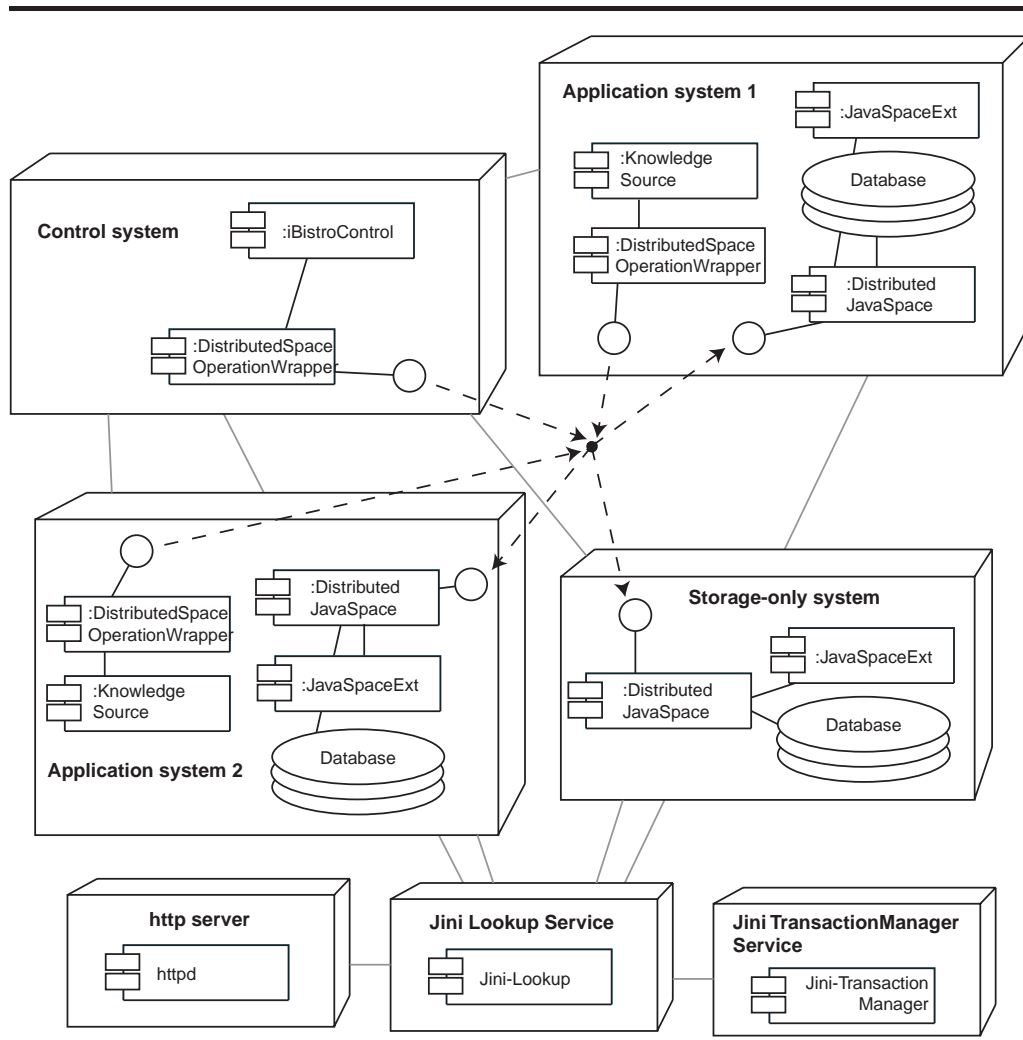 Application system 1
:JavaSpaceExt
:Knowledge
Source
Database
:DistributedSpace
OperationWrapper
:Distributed
JavaSpace
Control system
:iBistroControl
:DistributedSpace
OperationWrapper
:DistributedSpace
OperationWrapper
:Knowledge
Source
:Distributed
JavaSpace
:JavaSpaceExt
Database
Application system 2
Storage-only system
:JavaSpaceExt
:Distributed
JavaSpace
Database
http server
httpd
Jini Lookup Service
Jini-Lookup
Jini TransactionManager
Service
Jini-Transaction
Manager